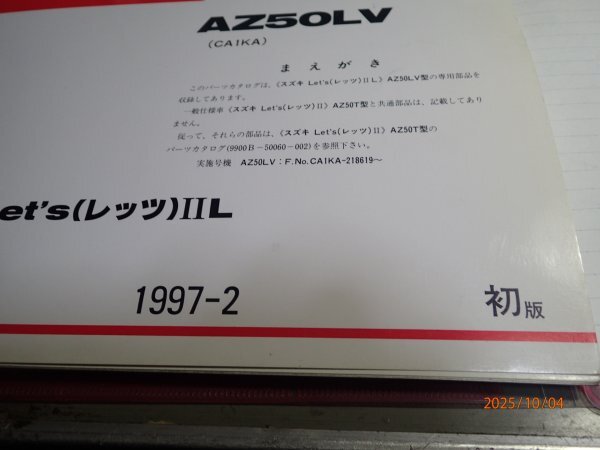 AZ50LV
(CA1KA)
まえがき
このパーツカタログは、《スズキ Let's(レッツ)II L》AZ50LV型の専用部品を
収録してあります。
一般仕様車《スズキ Let's(レッツ)II》AZ50T型と共通部品は、記載してあり
ません。
従って、それらの部品は、《スズキ Let's(レッツ)II》AZ50T型の
パーツカタログ(9900B-50060-002)を参照下さい。
実施号機 AZ50LV：F.No.CA1KA-218619～
et's(レッツ)II L
1997-2
初版
2025/10/04